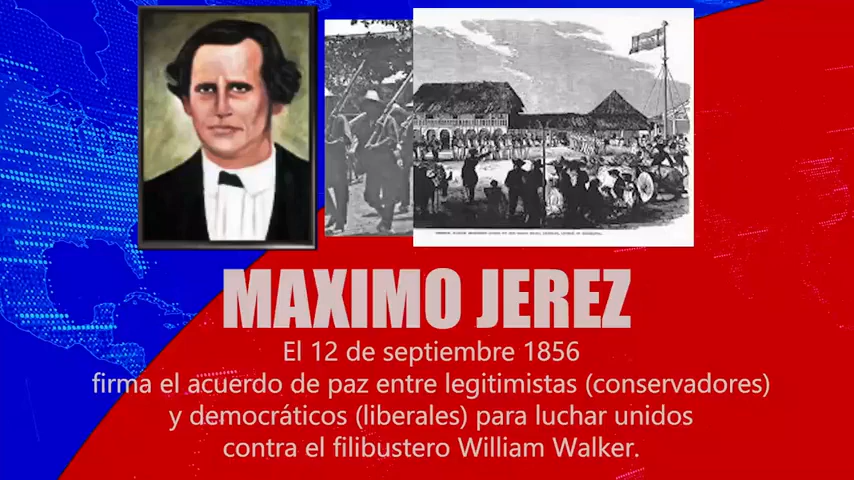 MAXIMO JEREZ
El 12 de septiembre 1856
firma el acuerdo de paz entre legitimistas (conservadores)
y democráticos (liberales) para luchar unidos
contra el filibustero William Walker.